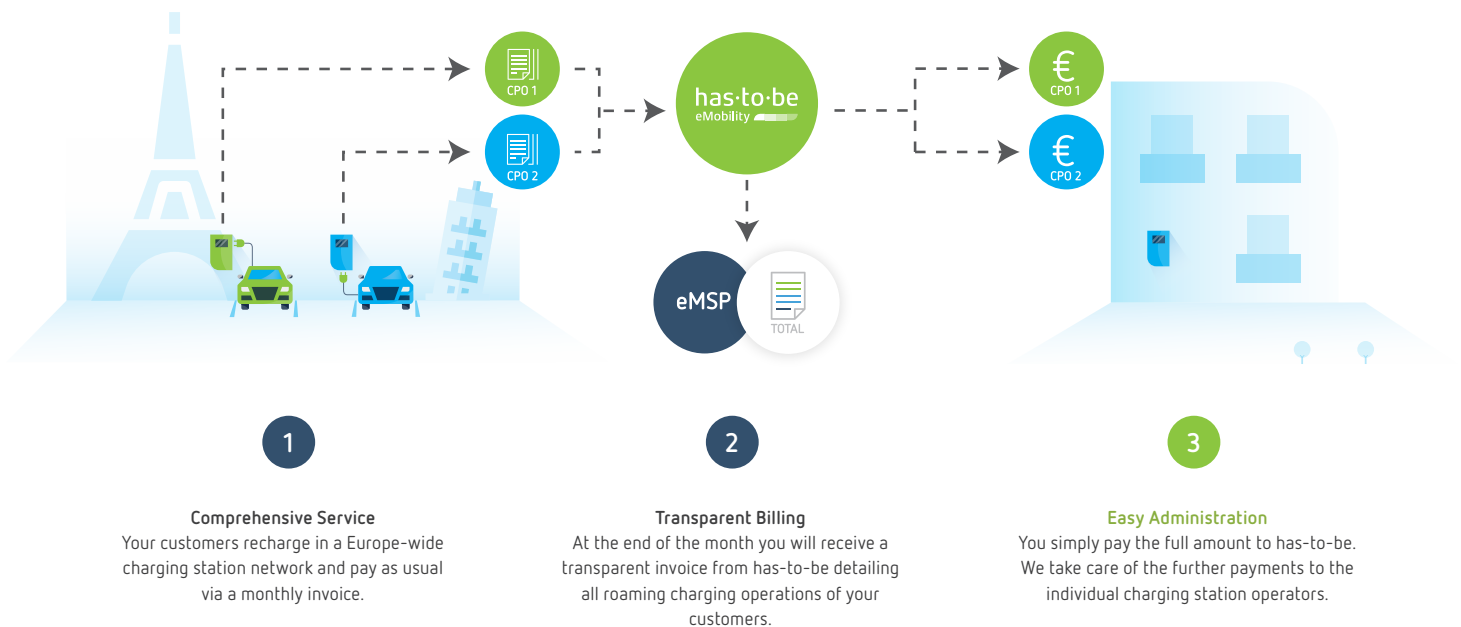 CPO 1
CPO 2
has·to·be
eMobility
€
CPO 1
€
CPO 2
eMSP
TOTAL
1
Comprehensive Service
Your customers recharge in a Europe-wide
charging station network and pay as usual
via a monthly invoice.
2
Transparent Billing
At the end of the month you will receive a
transparent invoice from has-to-be detailing
all roaming charging operations of your
customers.
3
Easy Administration
You simply pay the full amount to has-to-be.
We take care of the further payments to the
individual charging station operators.